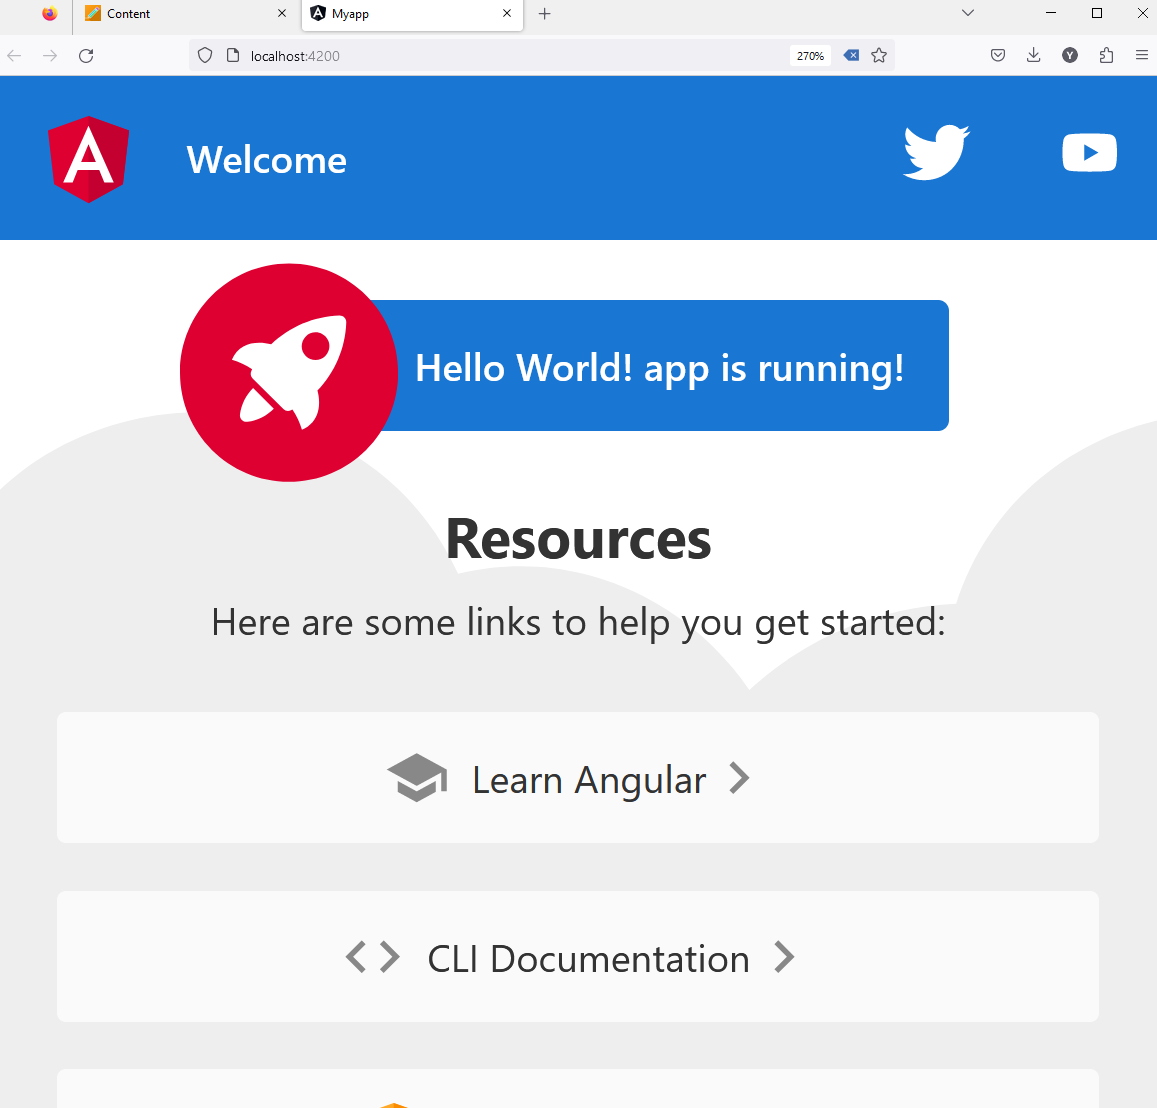 Content
Myapp
localhost:4200
270%
Y
A
Welcome
Hello World! app is running!
Resources
Here are some links to help you get started:
Learn Angular
CLI Documentation